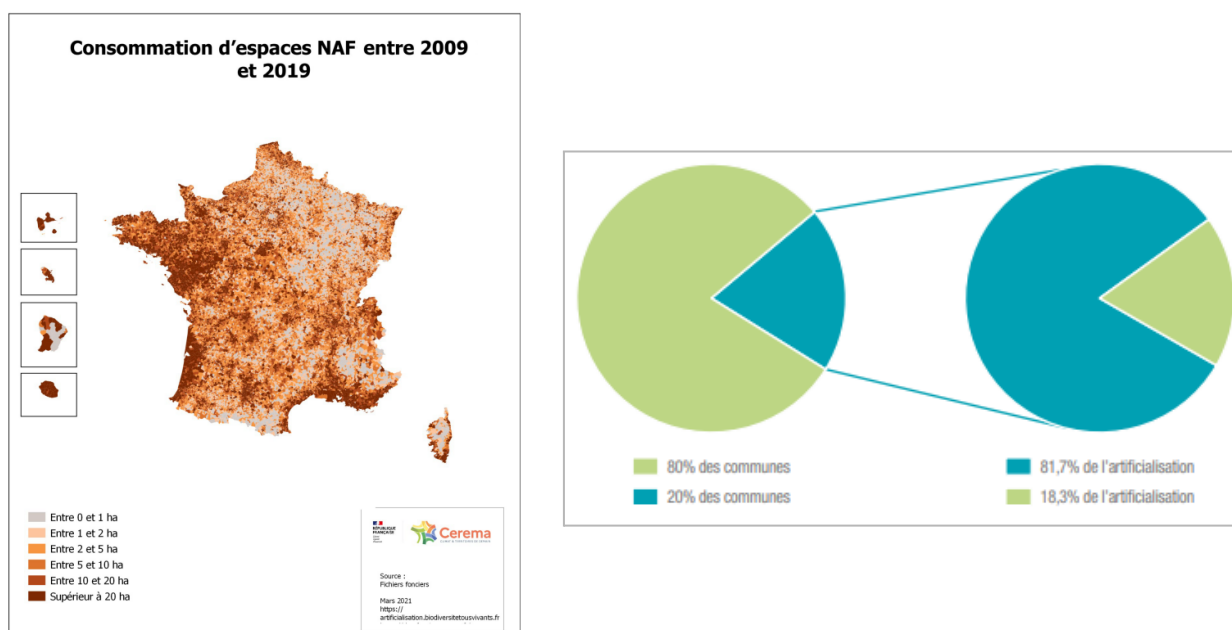 Consommation d'espaces NAF entre 2009
et 2019
Entre 0 et 1 ha
Entre 1 et 2 ha
Entre 2 et 5 ha
Entre 5 et 10 ha
Entre 10 et 20 ha
Supérieur à 20 ha
RÉPUBLIQUE
FRANÇAISE
Cerema
Source :
Fichiers fonciers
Mars 2021
https://
artificialisation.biodiversitetousvivants.fr
80% des communes
20% des communes
81,7% de l'artificialisation
18,3% de l'artificialisation